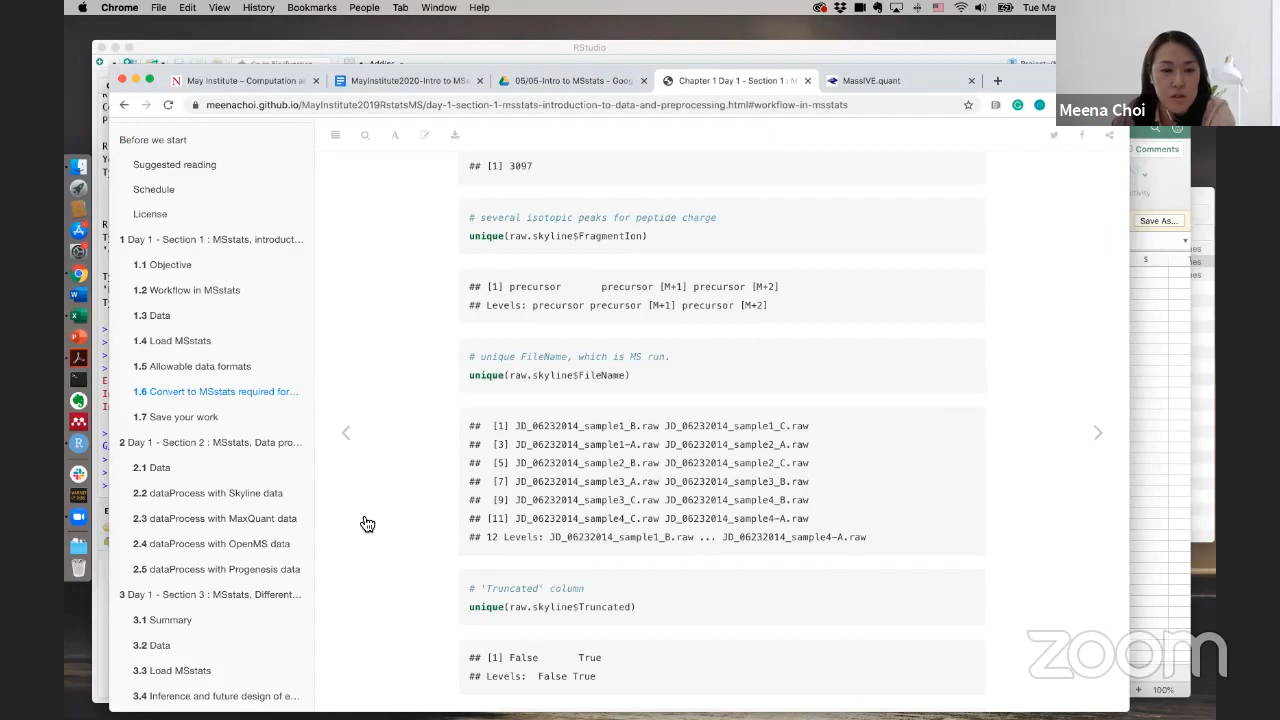 Chrome File Edit View History Bookmarks People Tab Window Help
Tue Ma
RStudio
May Institute – Computation a
MayInstitute2020-Intro to MS
05/05-Intro to MSstats - Goog
Chapter 1 Day 1 - Section 1 : M
MassIVE.quant
meenachoi.github.io/MayInstitute2019RstatsMS/day-1-section-1-msstats-introduction-to-data-and-preprocessing.html#workflow-in-msstats
Meena Choi
Comments
Save As...
S
Before we start
Suggested reading
Schedule
License
1 Day 1 - Section 1 : MSstats, introduct...
1.1 Objective
1.2 Workflow in MSstats
1.3 Data
1.4 Load MSstats
1.5 Allowable data formats
1.6 Convert to MSstats required for...
1.7 Save your work
2 Day 1 - Section 2 : MSstats, Data pro...
2.1 Data
2.2 dataProcess with Skyline data
2.3 dataProcess with MaxQuant data
2.4 dataProcess with OpenMS data
2.5 dataProcess with Progenesis data
3 Day 1 - Section 3 : MSstats, Different...
3.1 Summary
3.2 Data
3.3 Load MSstats
3.4 Inference and future design of e...
## [1] 3097
# several isotopic peaks for peptide charge
unique(raw.skyline$FragmentIon)
## [1] precursor precursor [M+1] precursor [M+2]
## Levels: precursor precursor [M+1] precursor [M+2]
# unique FileName, which is MS run.
unique(raw.skyline$FileName)
## [1] JD_06232014_sample1_B.raw JD_06232014_sample1_C.raw
## [3] JD_06232014_sample1-A.raw JD_06232014_sample2_A.raw
## [5] JD_06232014_sample2_B.raw JD_06232014_sample2_C.raw
## [7] JD_06232014_sample3_A.raw JD_06232014_sample3_B.raw
## [9] JD_06232014_sample3_C.raw JD_06232014_sample4_B.raw
## [11] JD_06232014_sample4_C.raw JD_06232014_sample4-A.raw
## 12 Levels: JD_06232014_sample1_B.raw ... JD_06232014_sample4-A.raw
# 'Truncated' column
unique(raw.skyline$Truncated)
## [1] False True
## Levels: False True
zoom
100%